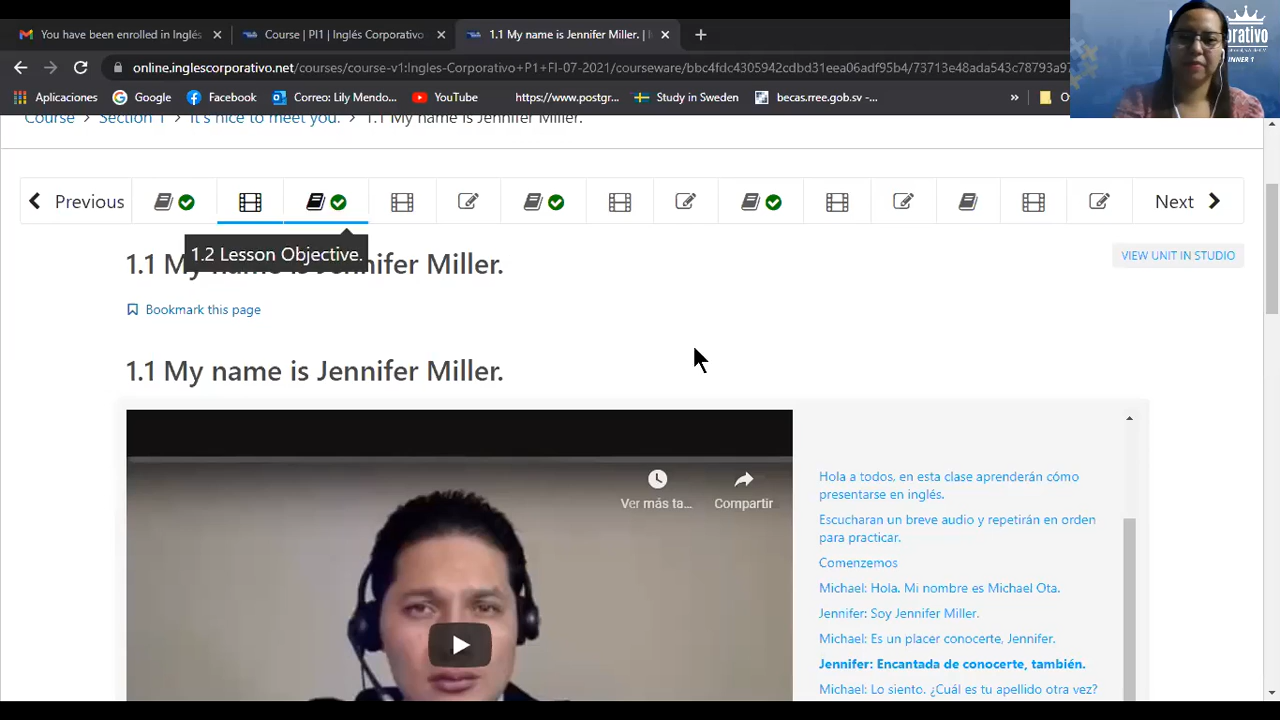 You have been enrolled in Inglés
Course | PI1 | Inglés Corporativo
1.1 My name is Jennifer Miller. |
online.inglescorporativo.net/courses/course-v1:Ingles-Corporativo+PI1-07-2021/courseware/
Aplicaciones
Google
Facebook
Correo: Lily Mendo...
YouTube
https://www.postgr...
Study in Sweden
becas.rree.gob.sv –...
»
Course
Section 1
It's nice to meet you.
1.1 My name is Jennifer Miller.
Previous
Next
1.2 Lesson Objective.
1.1 My name is Jennifer Miller.
VIEW UNIT IN STUDIO
Bookmark this page
1.1 My name is Jennifer Miller.
Ver más ta...
Compartir
Hola a todos, en esta clase aprenderán cómo
presentarse en inglés.
Escucharan un breve audio y repetirán en orden
para practicar.
Comenzemos
Michael: Hola. Mi nombre es Michael Ota.
Jennifer: Soy Jennifer Miller.
Michael: Es un placer conocerte, Jennifer.
Jennifer: Encantada de conocerte, también.
Michael: Lo siento. ¿Cuál es tu apellido otra vez?